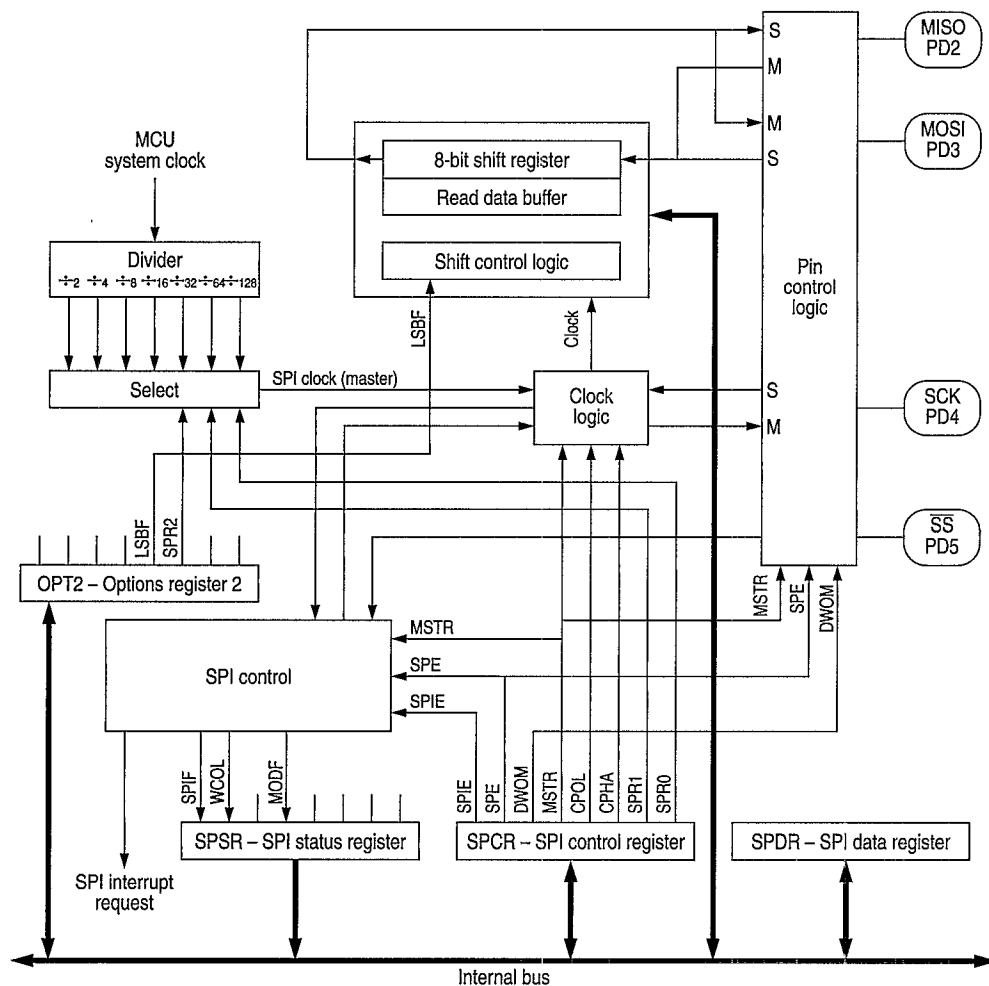 S
MISO
PD2
M
M
MOSI
PD3
S
MCU
system clock
8-bit shift register
Read data buffer
Divider
÷2 ÷4 ÷8 ÷16 ÷32 ÷64 ÷128
Shift control logic
Pin
control
logic
LSBF
Clock
Select
SPI clock (master)
Clock
logic
S
M
SCK
PD4
LSBF
SPR2
SS
PD5
OPT2 – Options register 2
MSTR
SPE
DWOM
SPI control
MSTR
SPE
SPIE
SPIF
WCOL
MODF
SPIE
SPE
DWOM
MSTR
CPOL
CPHA
SPR1
SPR0
SPSR – SPI status register
SPCR – SPI control register
SPDR – SPI data register
SPI interrupt
request
Internal bus